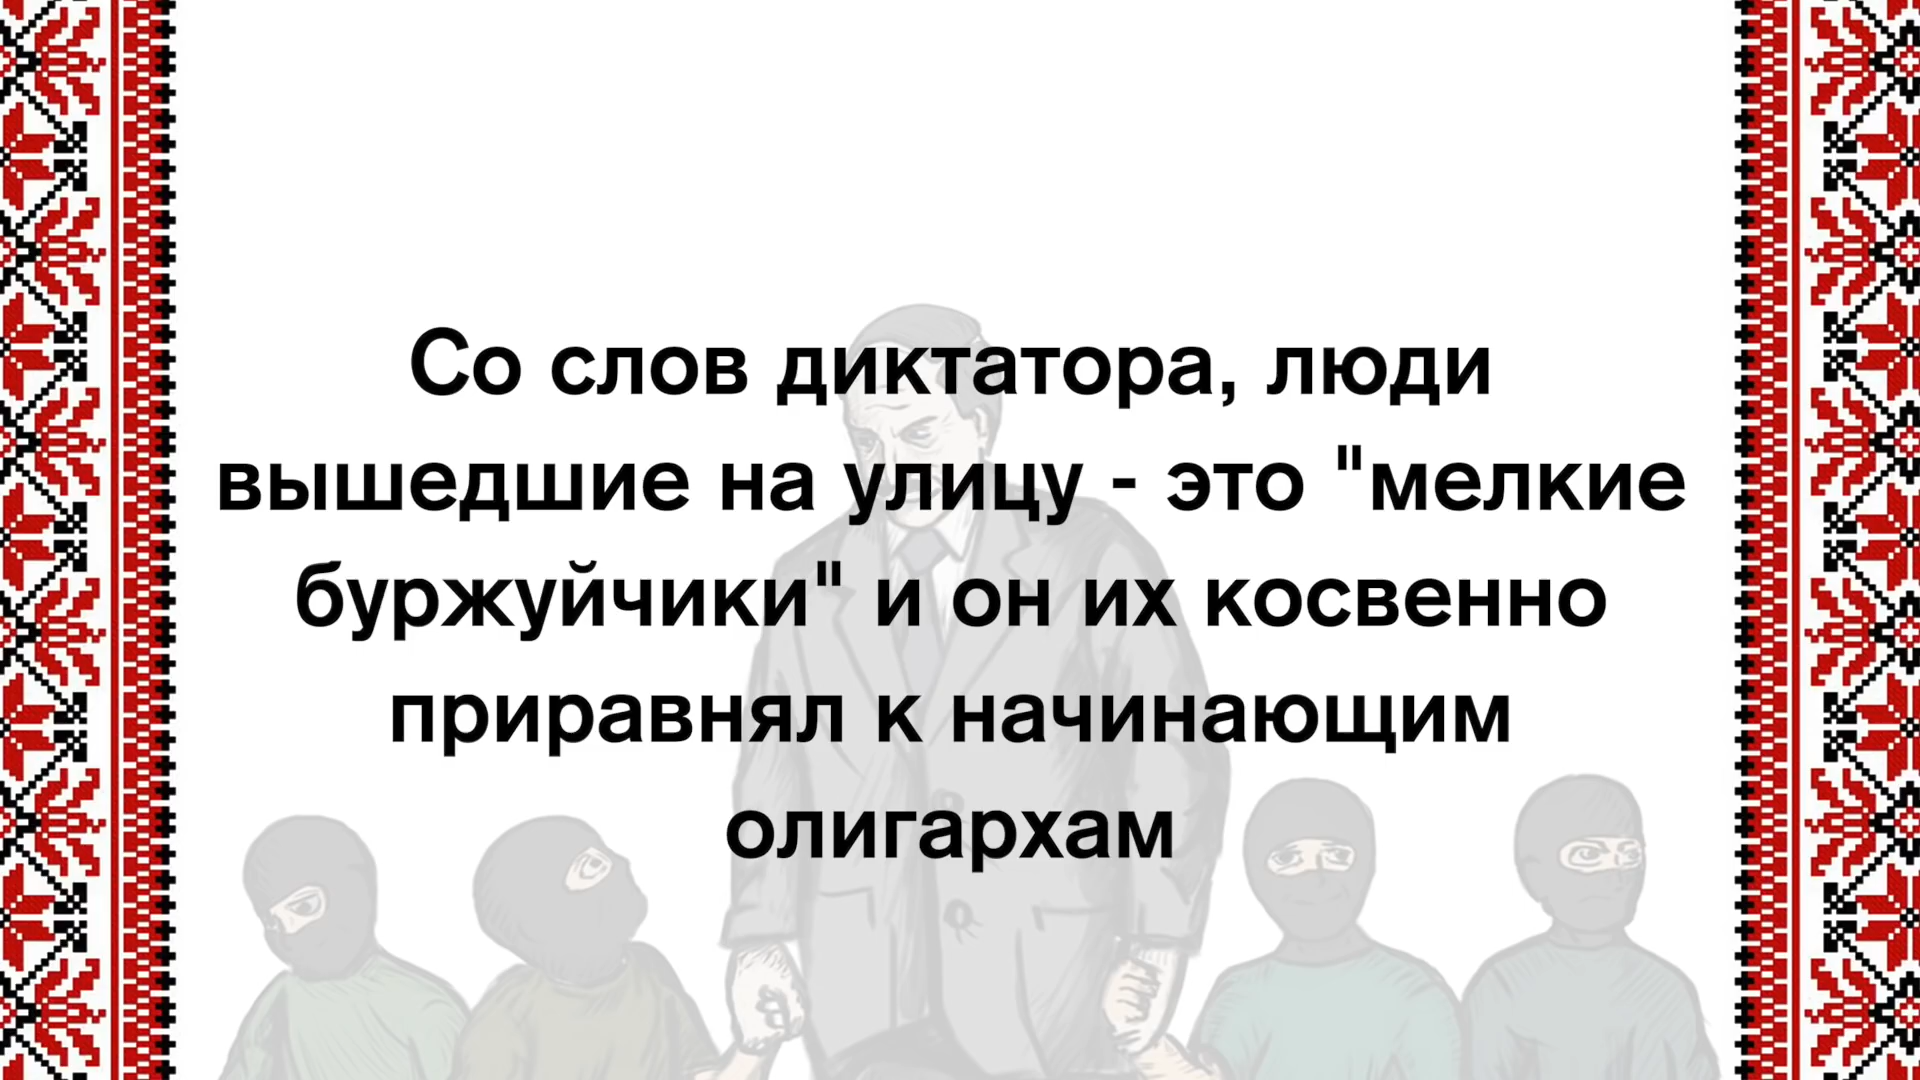 Со слов диктатора, люди
вышедшие на улицу - это "мелкие
буржуйчики" и он их косвенно
приравнял к начинающим
олигархам